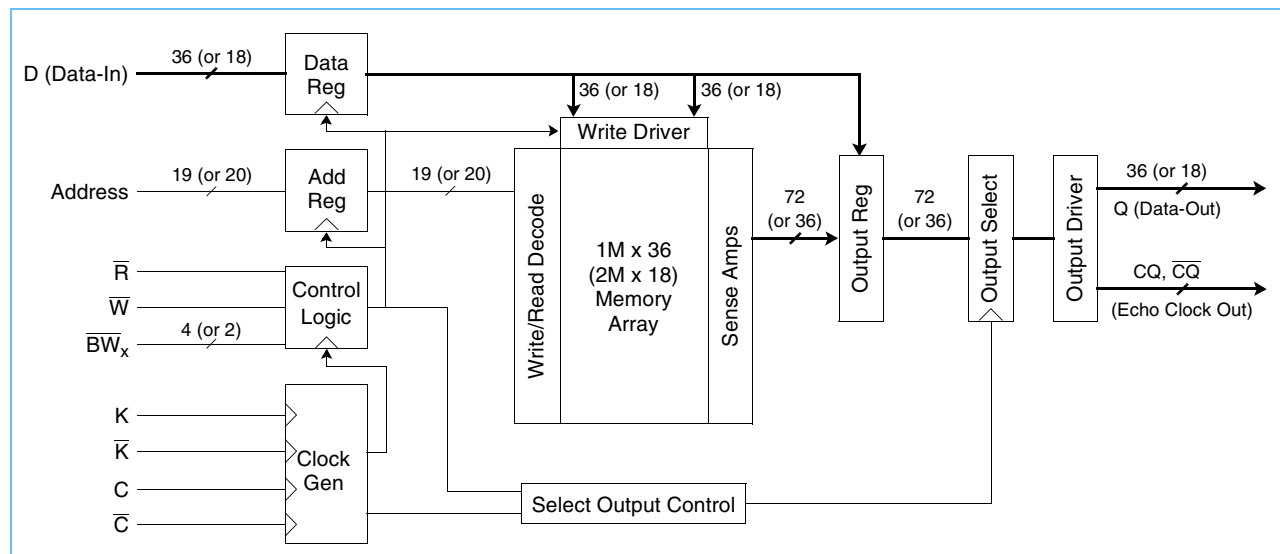 D (Data-In)
36 (or 18)
Data
Reg
36 (or 18)
36 (or 18)
Write Driver
Address
19 (or 20)
Add
Reg
19 (or 20)
Write/Read Decode
1M x 36
(2M x 18)
Memory
Array
Sense Amps
72
(or 36)
Output Reg
72
(or 36)
Output Select
Output Driver
36 (or 18)
Q (Data-Out)
CQ, C̅Q̅
(Echo Clock Out)
R̅
W̅
B̅W̅x
4 (or 2)
Control
Logic
K
K̅
C
C̅
Clock
Gen
Select Output Control